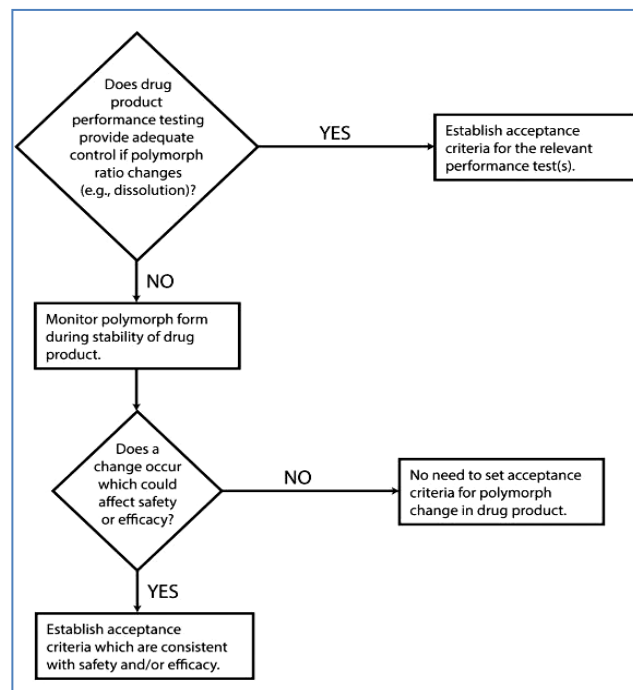 Does drug
product
performance testing
provide adequate
control if polymorph
ratio changes
(e.g., dissolution)?
YES
Establish acceptance
criteria for the relevant
performance test(s).
NO
Monitor polymorph form
during stability of drug
product.
Does a
change occur
which could
affect safety
or efficacy?
NO
No need to set acceptance
criteria for polymorph
change in drug product.
YES
Establish acceptance
criteria which are consistent
with safety and/or efficacy.